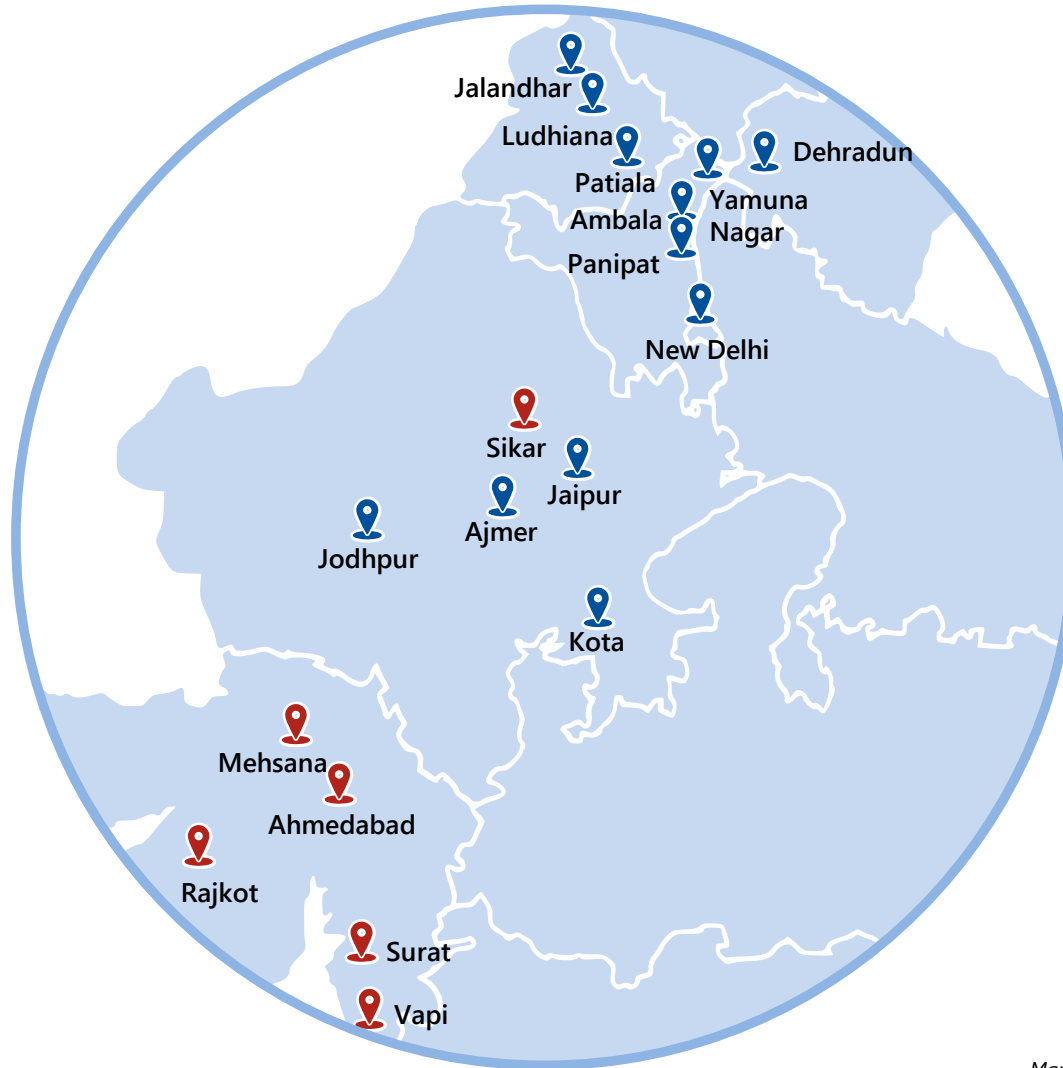 Jalandhar
Ludhiana
Dehradun
Patiala
Yamuna
Nagar
Ambala
Panipat
New Delhi
Sikar
Jaipur
Ajmer
Jodhpur
Kota
Mehsana
Ahmedabad
Rajkot
Surat
Vapi